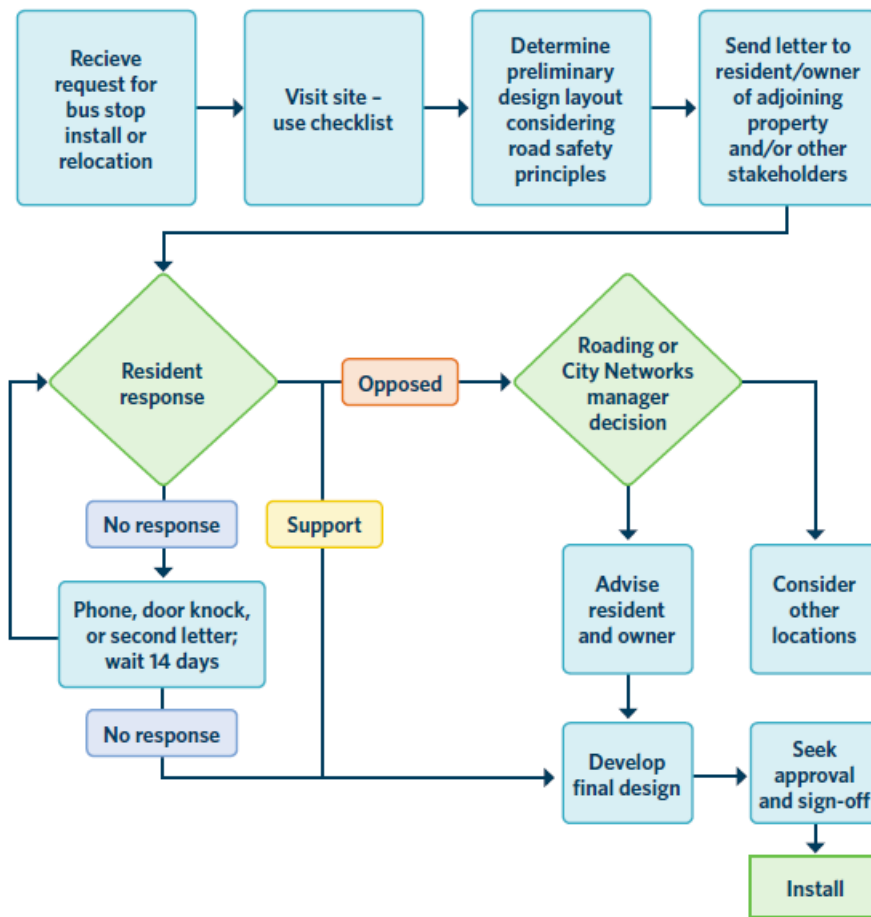 Recieve
request for
bus stop
install or
relocation
Visit site –
use checklist
Determine
preliminary
design layout
considering
road safety
principles
Send letter to
resident/owner
of adjoining
property
and/or other
stakeholders
Resident
response
Opposed
Roading or
City Networks
manager
decision
No response
Support
Phone, door knock,
or second letter;
wait 14 days
Advise
resident
and owner
Consider
other
locations
No response
Develop
final design
Seek
approval
and sign-off
Install